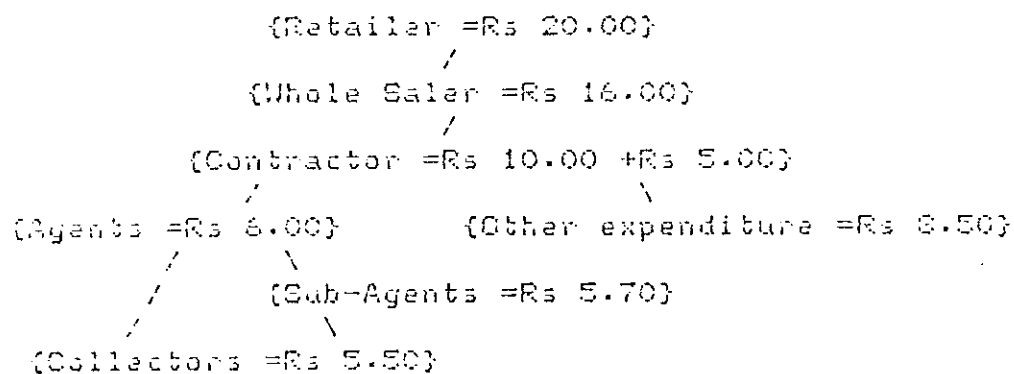 {Retailer =Rs 20.00}
{Whole Saler =Rs 16.00}
{Contractor =Rs 10.00 +Rs 5.00}
{Agents =Rs 6.00} {Other expenditure =Rs
{Sub-Agents =Rs 5.70}
{Collectors =Rs 5.50}